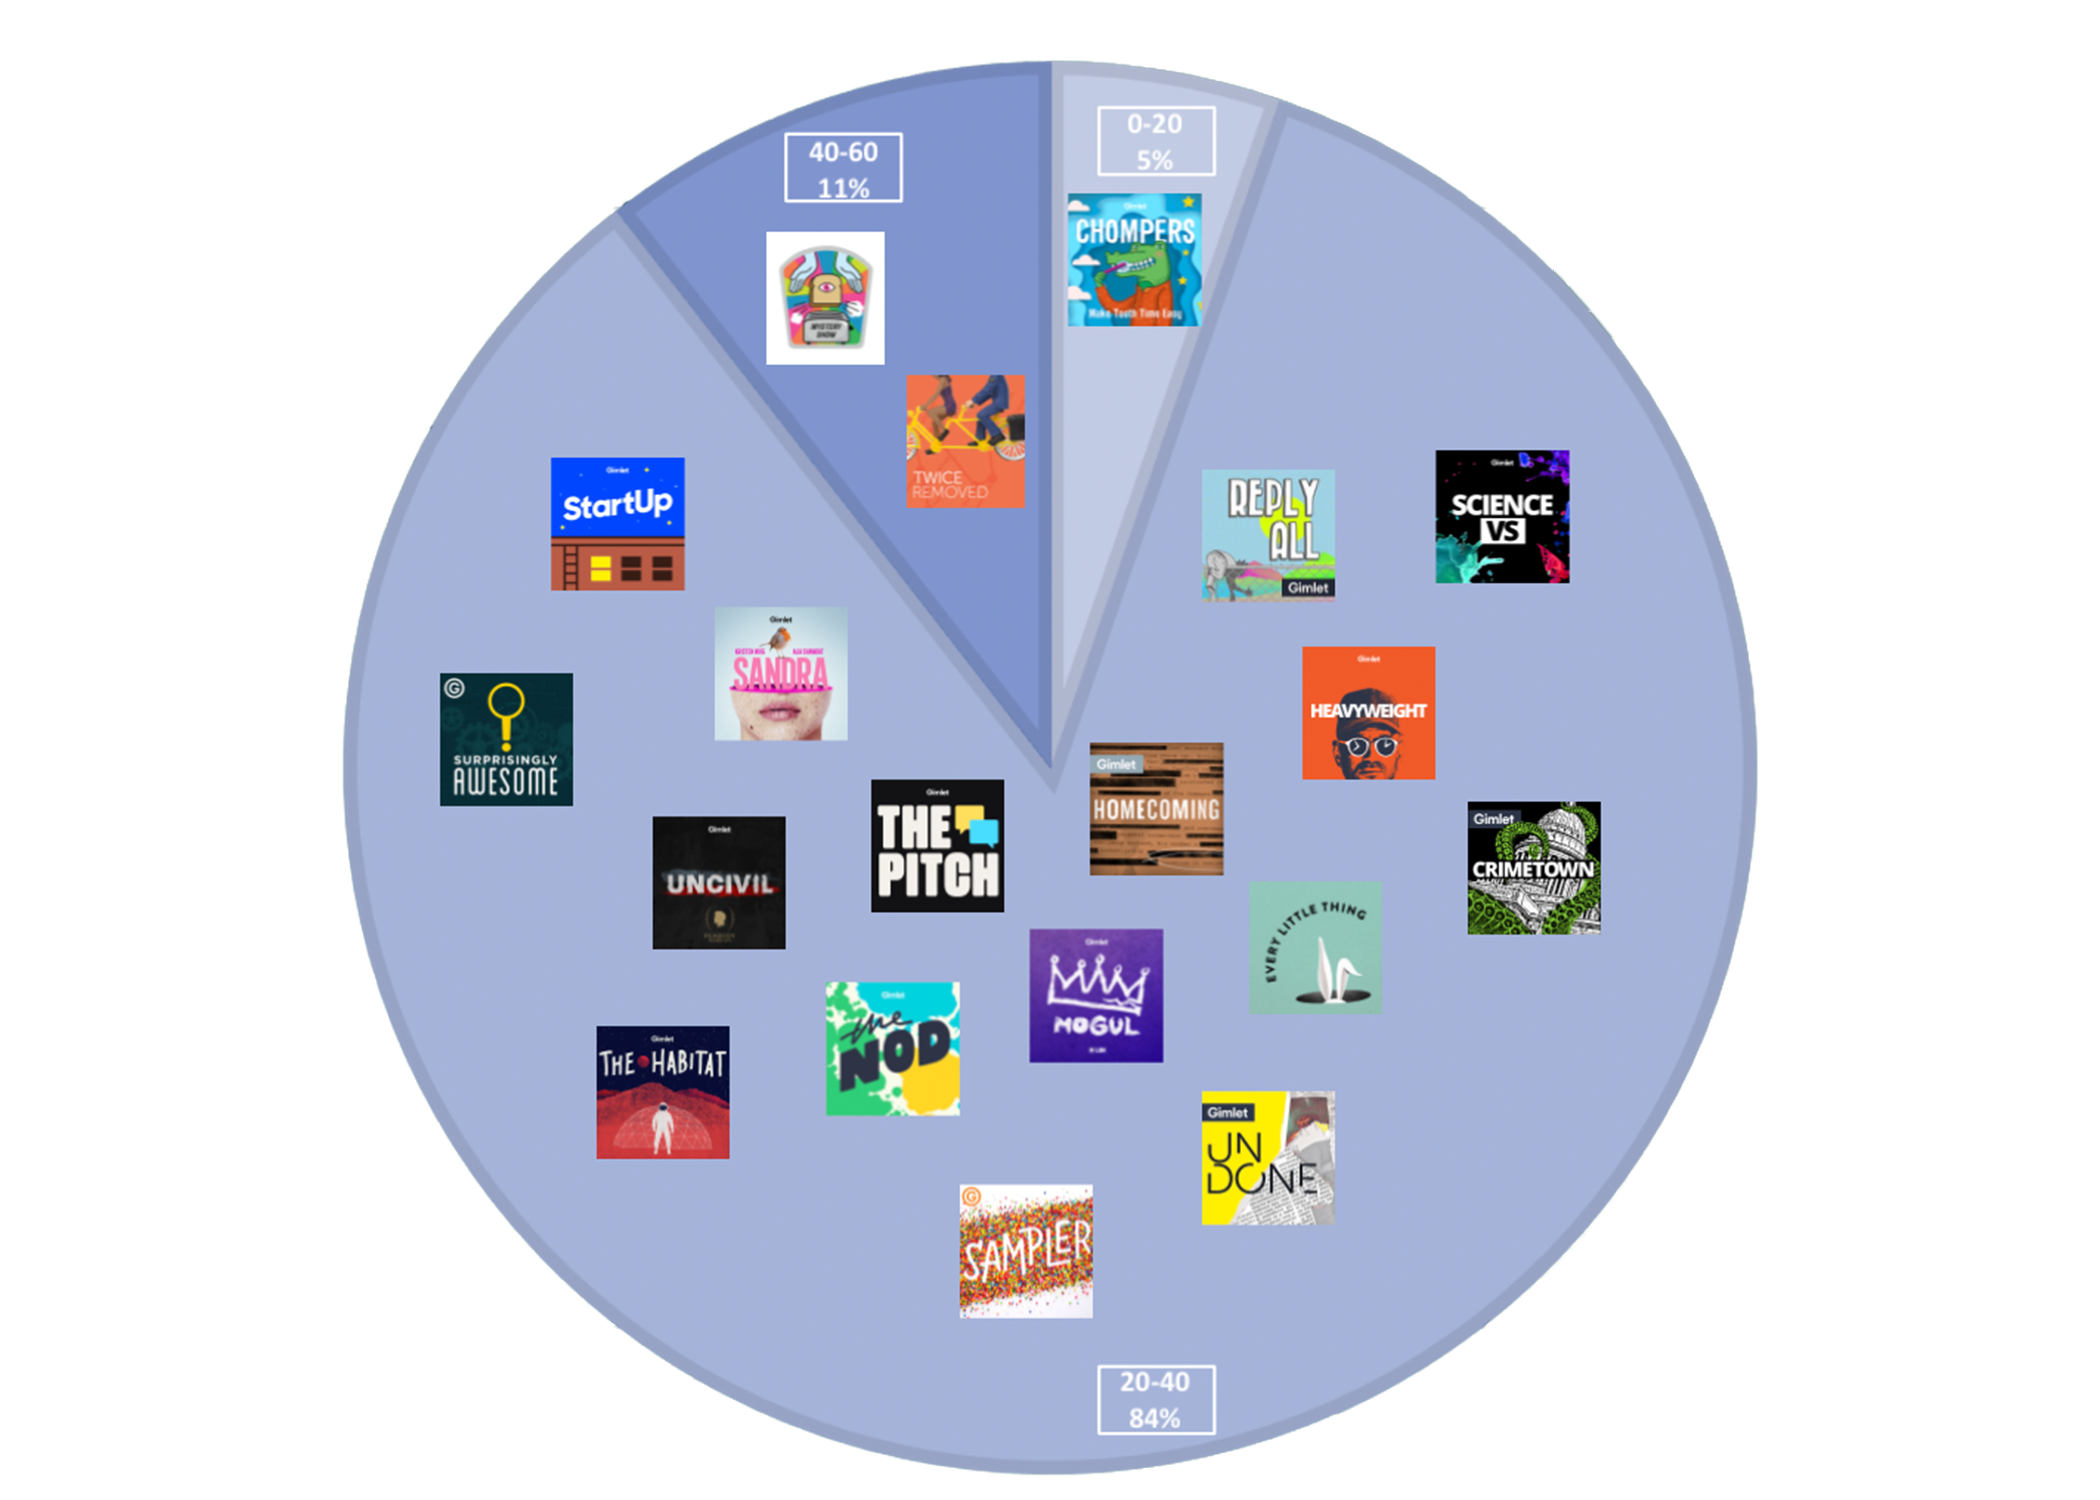 40-60
11%
0-20
5%
MYSTERY
SHOW
Gimlet
CHOMPERS
Make Tooth Time Easy
TWICE
REMOVED
Gimlet
StartUp
REPLY
ALL
Gimlet
Gimlet
SCIENCE
VS
Gimlet
SANDRA
Gimlet
HEAVYWEIGHT
G
SURPRISINGLY
AWESOME
Gimlet
UNCIVIL
Gimlet
THE
PITCH
Gimlet
HOMECOMING
Gimlet
CRIMETOWN
EVERY LITTLE THING
Gimlet
MOGUL
Gimlet
the
NOD
Gimlet
THE HABITAT
Gimlet
UN
DONE
G
SAMPLER
20-40
84%